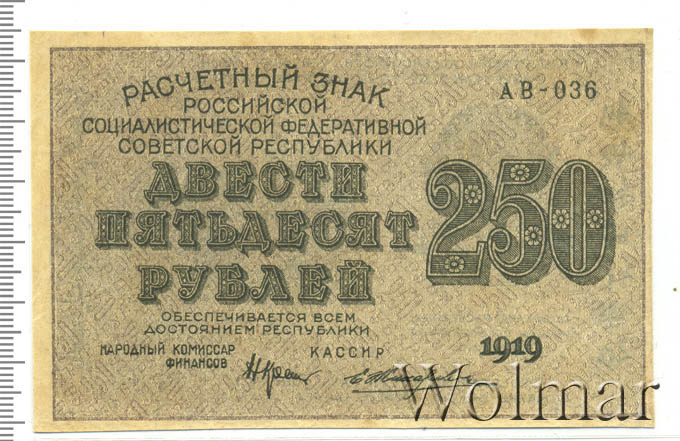 РАСЧЕТНЫЙ ЗНАК
РОССИЙСКОЙ
СОЦИАЛИСТИЧЕСКОЙ ФЕДЕРАТИВНОЙ
СОВЕТСКОЙ РЕСПУБЛИКИ
АВ-036
ДВЕСТИ
ПЯТЬДЕСЯТ
РУБЛЕЙ
250
ОБЕСПЕЧИВАЕТСЯ ВСЕМ
ДОСТОЯНИЕМ РЕСПУБЛИКИ
НАРОДНЫЙ КОМИССАР
ФИНАНСОВ
КАССИР
1919
Wolmar